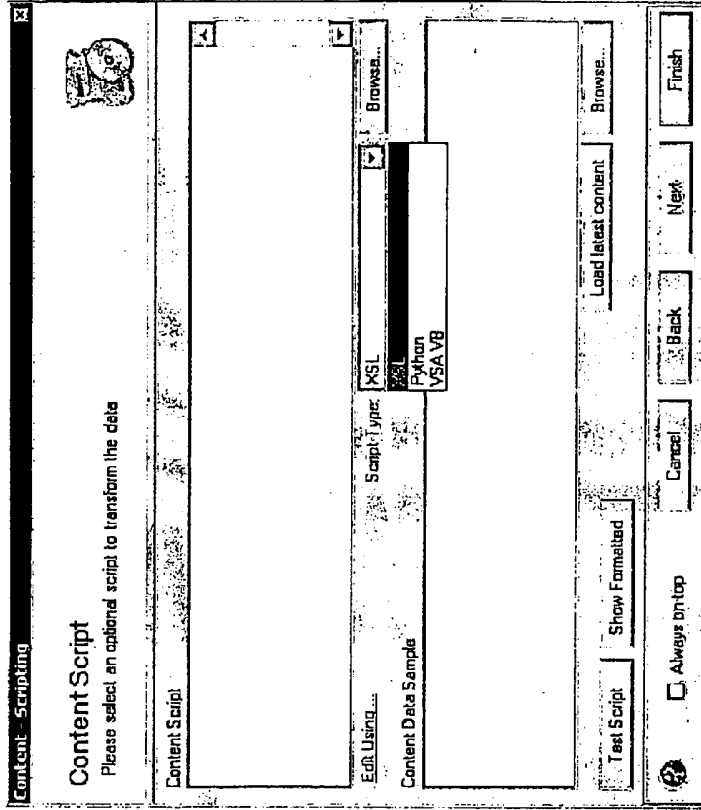 Content - Scripting
Content Script
Please select an optional script to transform the data
Content Script
Edit Using ...
Script Type:
XSL
Browse...
XSL
Python
VSA VB
Content Data Sample
Load latest content
Browse...
Test Script
Show Formatted
Always on top
Cancel
Back
Next
Finish